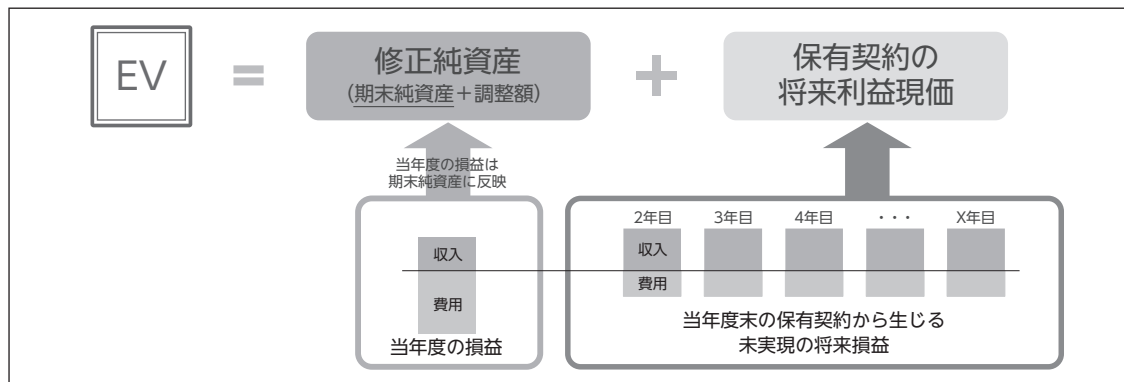 EV
=
修正純資産
(期末純資産+調整額)
+
保有契約の
将来利益現価
当年度の損益は
期末純資産に反映
2年目 3年目 4年目 ・・・ X年目
収入
費用
当年度の損益
収入
費用
当年度末の保有契約から生じる
未実現の将来損益